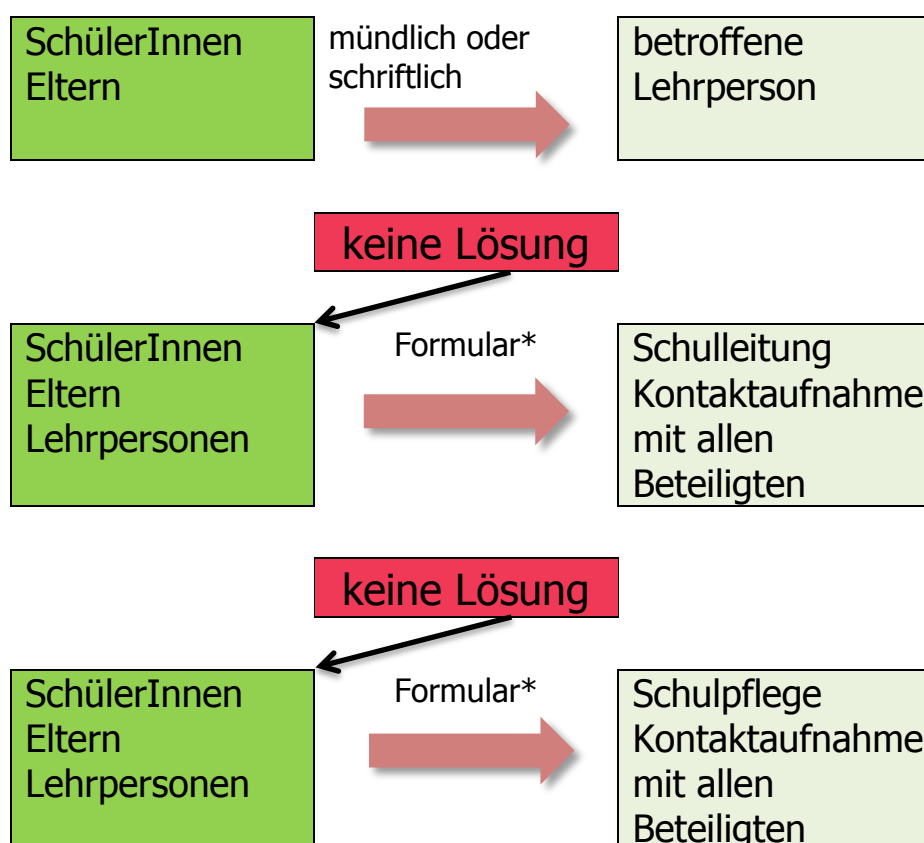 SchülerInnen
Eltern
mündlich oder
schriftlich
betroffene
Lehrperson
keine Lösung
SchülerInnen
Eltern
Lehrpersonen
Formular*
Schulleitung
Kontaktaufnahme
mit allen
Beteiligten
keine Lösung
SchülerInnen
Eltern
Lehrpersonen
Formular*
Schulpflege
Kontaktaufnahme
mit allen
Beteiligten